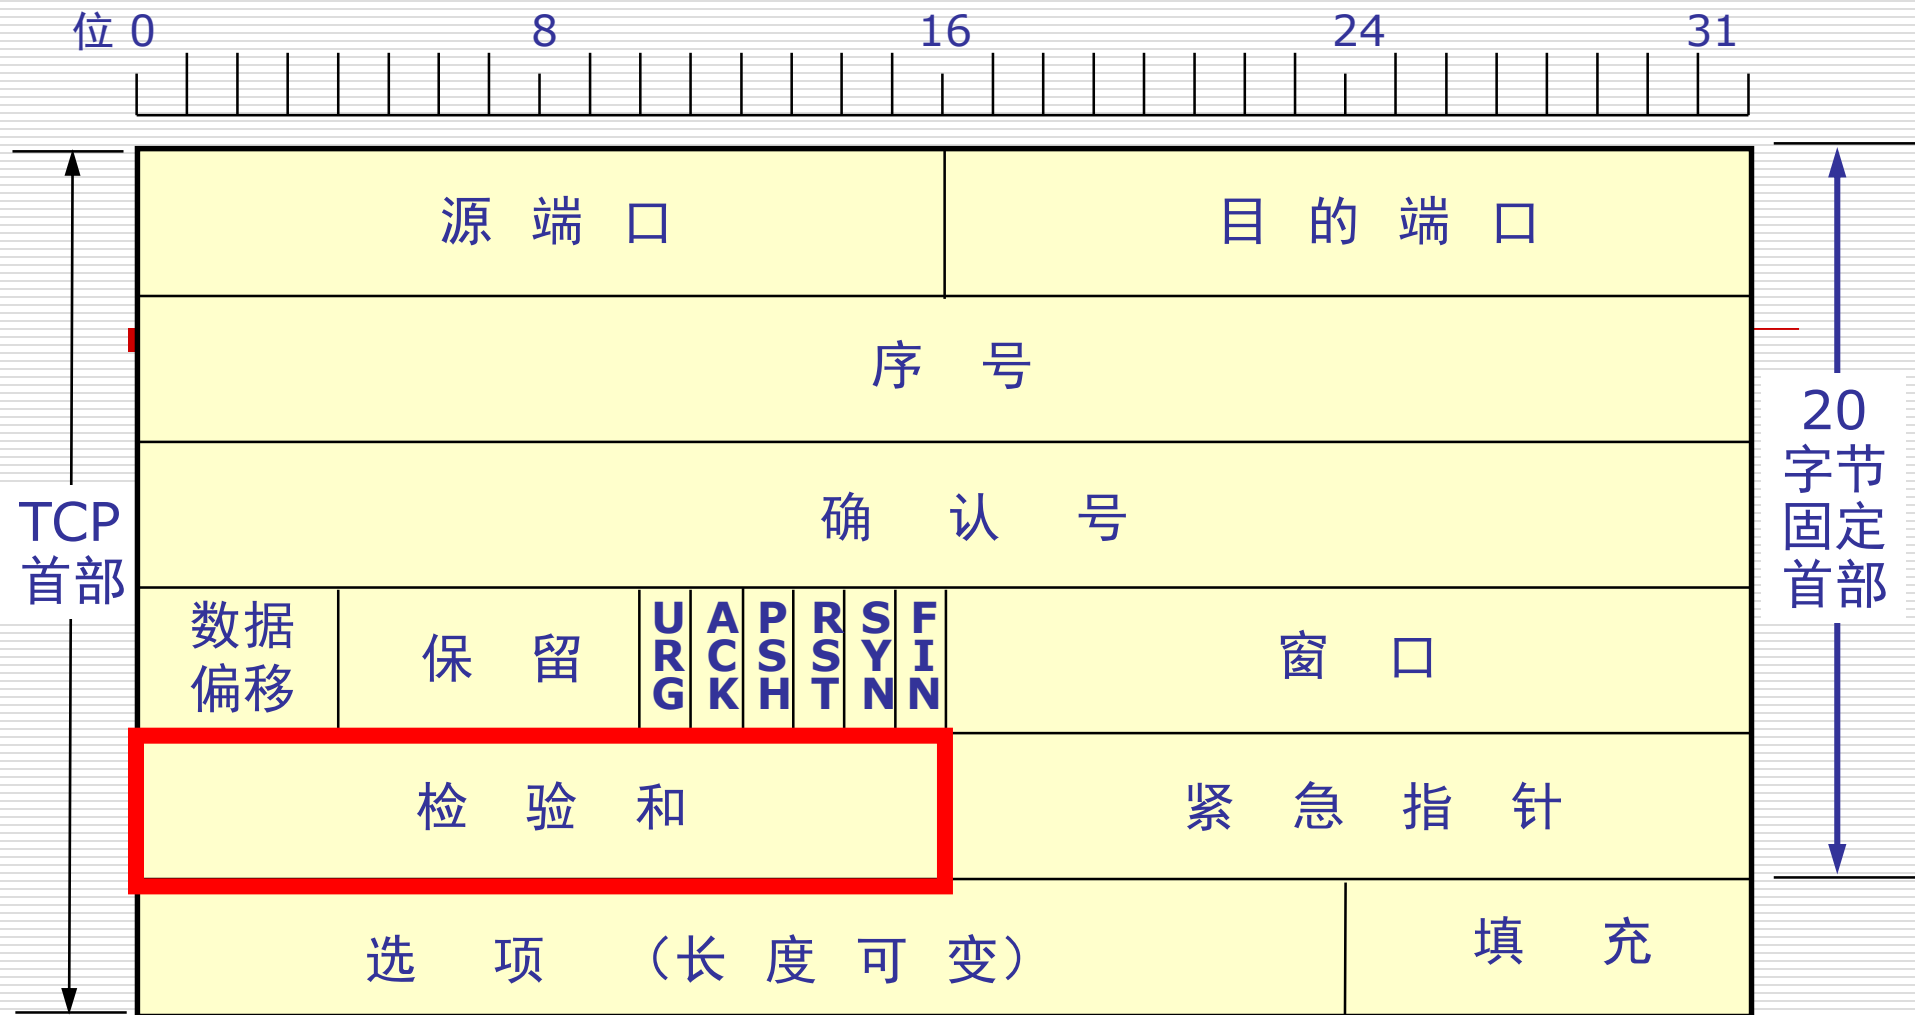 位 0 8 16 24 31
源 端 口
目 的 端 口
序 号
确 认 号
TCP
首部
20
字节
固定
首部
数据
偏移
保 留
URG
ACK
PSH
RST
SYN
FIN
窗 口
检 验 和
紧 急 指 针
选 项 （长 度 可 变）
填 充